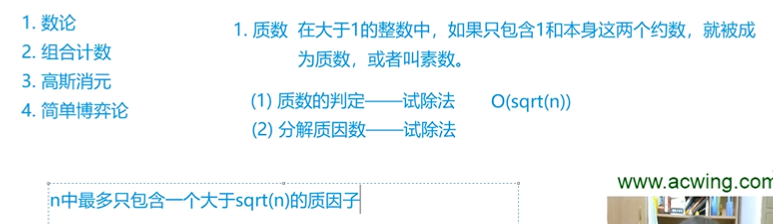 1. 数论
2. 组合计数
3. 高斯消元
4. 简单博弈论
1. 质数 在大于1的整数中，如果只包含1和本身这两个约数，就被成
为质数，或者叫素数。
(1) 质数的判定——试除法 O(sqrt(n))
(2) 分解质因数——试除法
n中最多只包含一个大于sqrt(n)的质因子
www.acwing.com